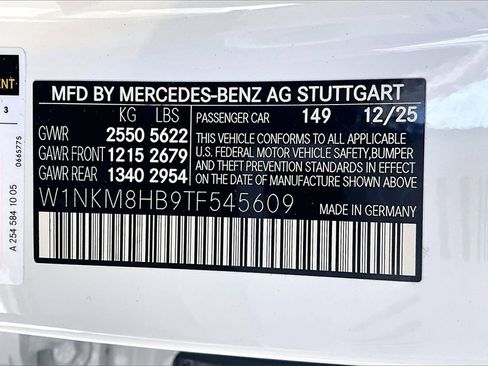 MFD BY MERCEDES-BENZ AG STUTTGART
KG LBS
GVWR 2550 5622
GAWR FRONT 1215 2679
GAWR REAR 1340 2954
PASSENGER CAR 149 12/25
THIS VEHICLE CONFORMS TO ALL APPLICABLE
U.S. FEDERAL MOTOR VEHICLE SAFETY, BUMPER
AND THEFT PREVENTION STANDARDS IN EFFECT
ON THE DATE OF MANUFACTURE SHOWN ABOVE
W1NKM8HB9TF545609
MADE IN GERMANY
3
0665775
A 254 584 10 05